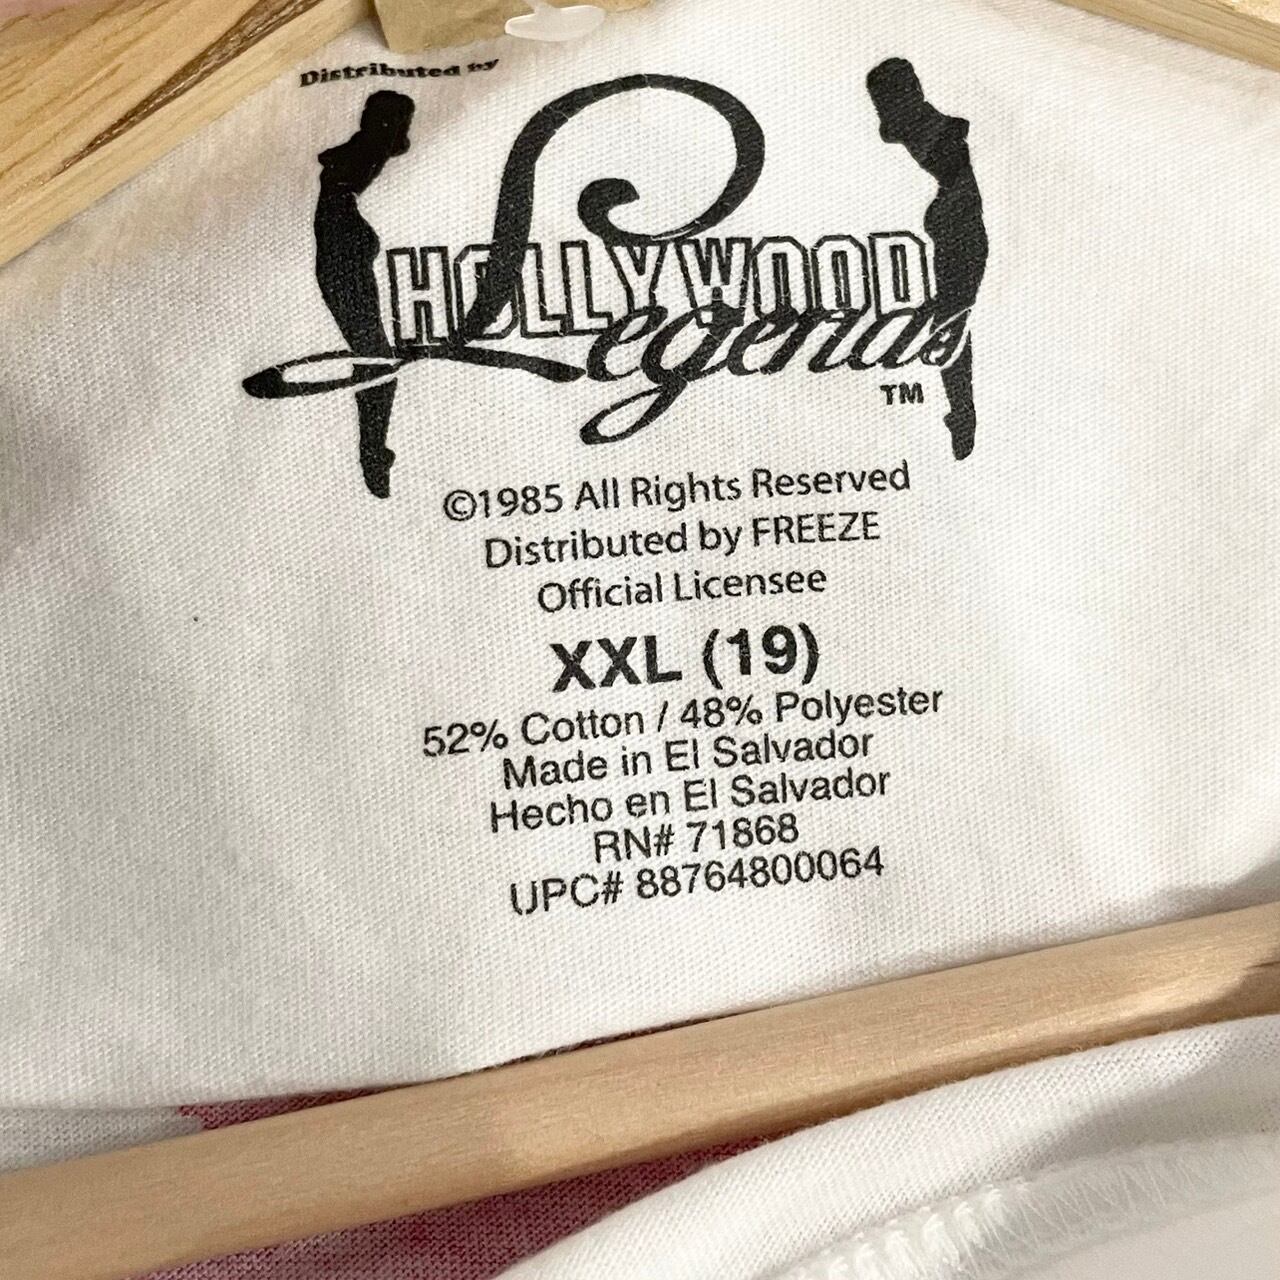 Distributed by
HOLLYWOOD
Legends
TM
©1985 All Rights Reserved
Distributed by FREEZE
Official Licensee
XXL (19)
52% Cotton / 48% Polyester
Made in El Salvador
Hecho en El Salvador
RN# 71868
UPC# 88764800064